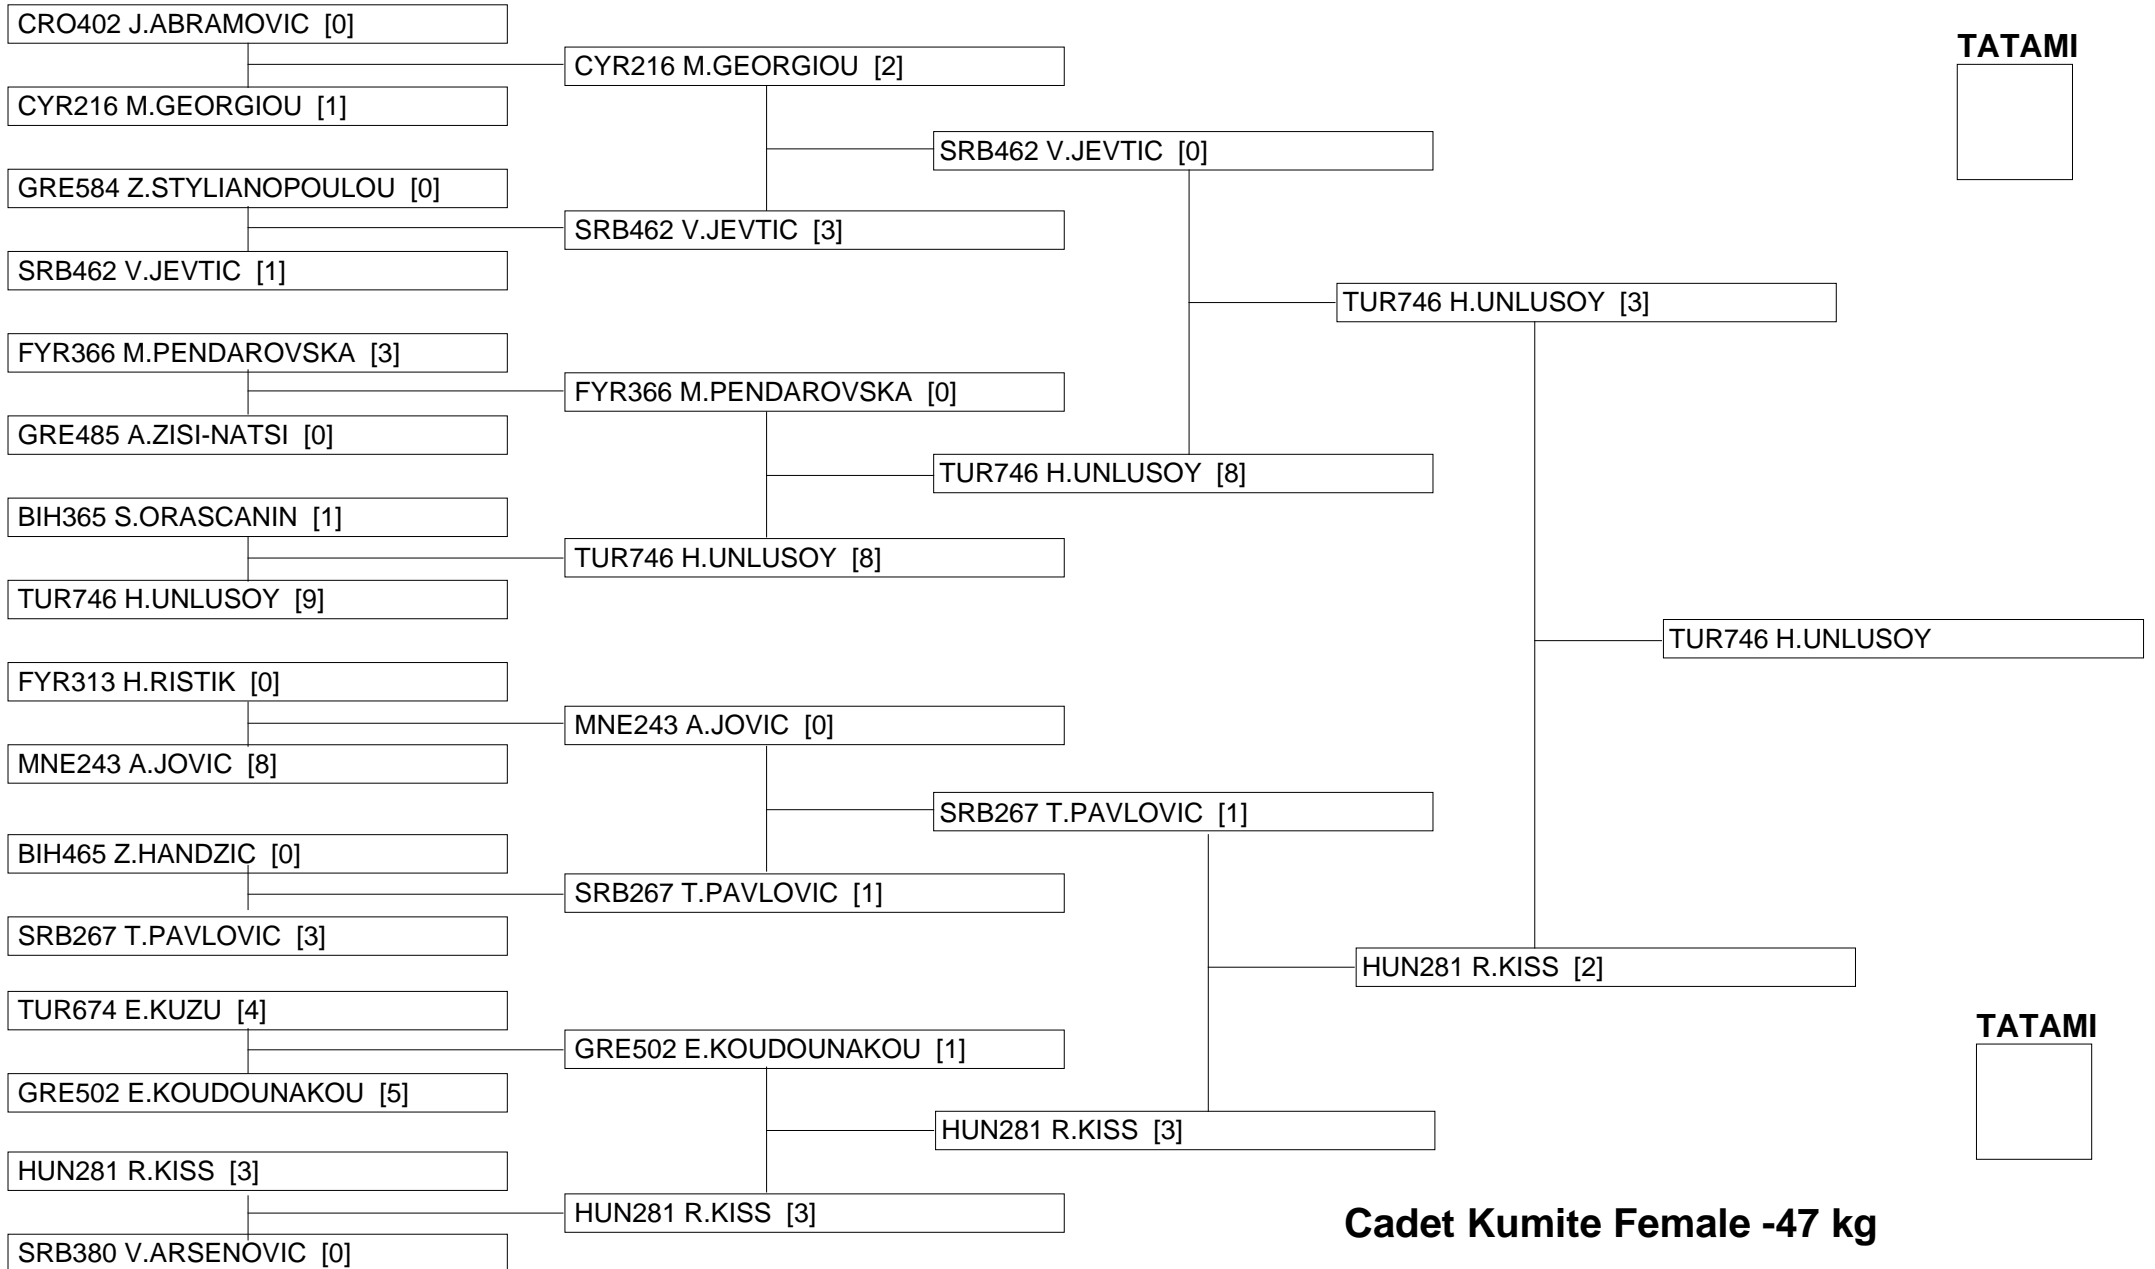 CRO402 J.ABRAMOVIC [0]
CYR216 M.GEORGIOU [1]
GRE584 Z.STYLIANOPOULOU [0]
SRB462 V.JEVTIC [1]
FYR366 M.PENDAROVSKA [3]
GRE485 A.ZISI-NATSI [0]
BIH365 S.ORASCANIN [1]
TUR746 H.UNLUSOY [9]
FYR313 H.RISTIK [0]
MNE243 A.JOVIC [8]
BIH465 Z.HANDZIC [0]
SRB267 T.PAVLOVIC [3]
TUR674 E.KUZU [4]
GRE502 E.KOUDOUNAKOU [5]
HUN281 R.KISS [3]
SRB380 V.ARSENOVIC [0]
CYR216 M.GEORGIOU [2]
SRB462 V.JEVTIC [3]
FYR366 M.PENDAROVSKA [0]
TUR746 H.UNLUSOY [8]
MNE243 A.JOVIC [0]
SRB267 T.PAVLOVIC [1]
GRE502 E.KOUDOUNAKOU [1]
HUN281 R.KISS [3]
SRB462 V.JEVTIC [0]
TUR746 H.UNLUSOY [8]
SRB267 T.PAVLOVIC [1]
HUN281 R.KISS [3]
TUR746 H.UNLUSOY [3]
HUN281 R.KISS [2]
TUR746 H.UNLUSOY
TATAMI
TATAMI
Cadet Kumite Female -47 kg